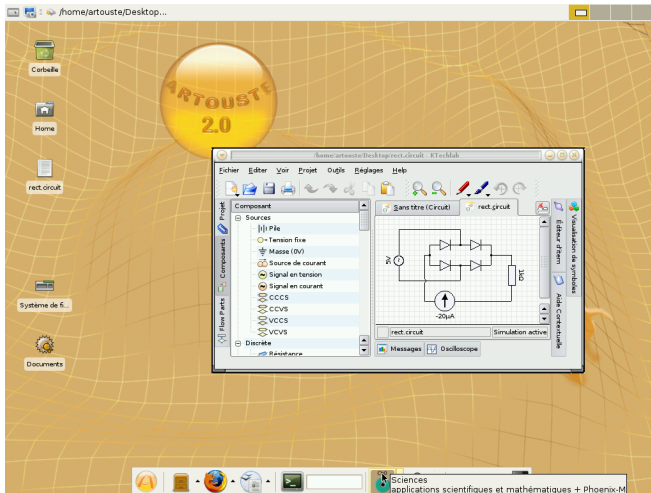 /home/artouste/Desktop...
Corbeille
ARTOUSTE
2.0
Home
rect.circuit
Système de fi...
Documents
/home/artouste/Desktop/rect.circuit - KTechlab
Fichier Editer Voir Projet Outils Réglages Help
Projet
Composants
Flow Parts
Composant
Sources
Pile
Tension fixe
Masse (0V)
Source de courant
Signal en tension
Signal en courant
CCCS
CCVS
VCCS
VCVS
Discrète
Résistance
Sans titre (Circuit)
rect.circuit
5V
1kΩ
-20µA
rect.circuit
Simulation active
Messages
Oscilloscope
Éditeur d'item
Aide Contextuelle
Visualisation de symboles
Sciences
applications scientifiques et mathématiques + Phoenix-M